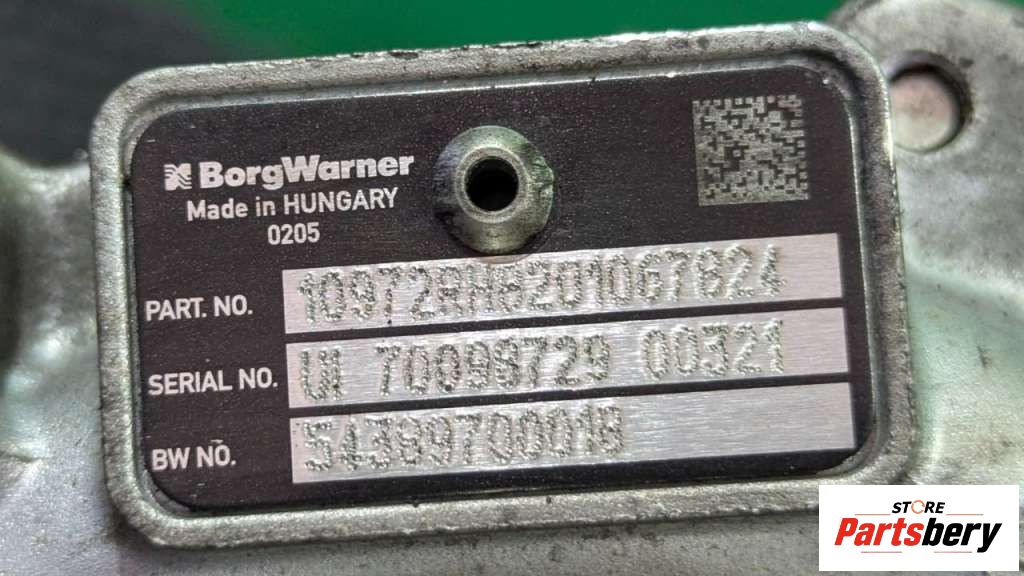 BorgWarner
Made in HUNGARY
0205
PART. NO. 10972RH6201067824
SERIAL NO. UI 70098729 00321
BW NO. 54389700018
STORE
Partsbery